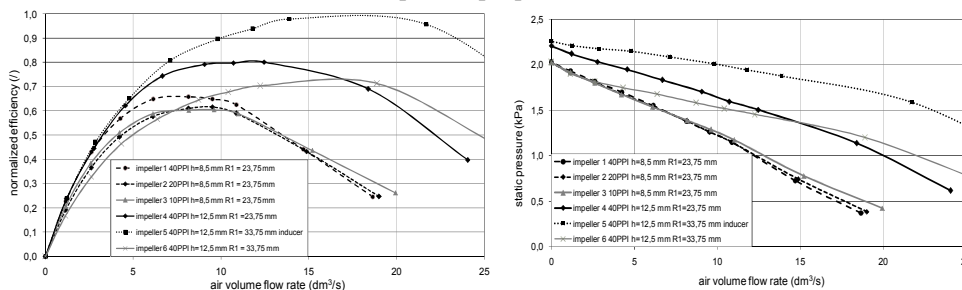 normalized efficiency (/)
1,0
0,9
0,8
0,7
0,6
0,5
0,4
0,3
0,2
0,1
0,0
impeller 1 40PPI h=8,5 mm R1 = 23,75 mm
impeller 2 20PPI h=8,5 mm R1 = 23,75 mm
impeller 3 10PPI h=8,5 mm R1 = 23,75 mm
impeller 4 40PPI h=12,5 mm R1 = 23,75 mm
impeller 5 40PPI h=12,5 mm R1= 33,75 mm inducer
impeller 6 40PPI h=12,5 mm R1 = 33,75 mm
0 5 10 15 20 25
air volume flow rate (dm³/s)
static pressure (kPa)
2,5
2,0
1,5
1,0
0,5
0,0
impeller 1 40PPI h=8,5 mm R1=23,75 mm
impeller 2 20PPI h=8,5 mm R1=23,75 mm
impeller 3 10PPI h=8,5 mm R1=23,75 mm
impeller 4 40PPI h=12,5 mm R1=23,75 mm
impeller 5 40PPI h=12,5 mm R1=33,75 mm inducer
impeller 6 40PPI h=12,5 mm R1=33,75 mm
0 5 10 15 20 25
air volume flow rate (dm³/s)